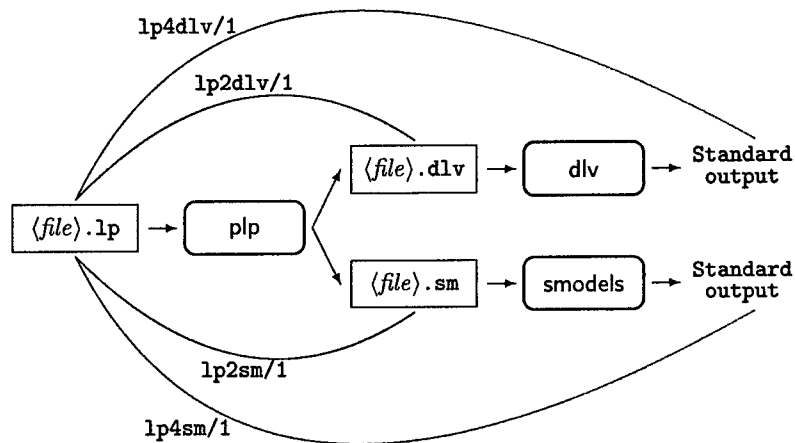 lp4dlv/1
lp2dlv/1
⟨file⟩.dlv
dlv
Standard
output
⟨file⟩.lp
plp
⟨file⟩.sm
smodels
Standard
output
lp2sm/1
lp4sm/1